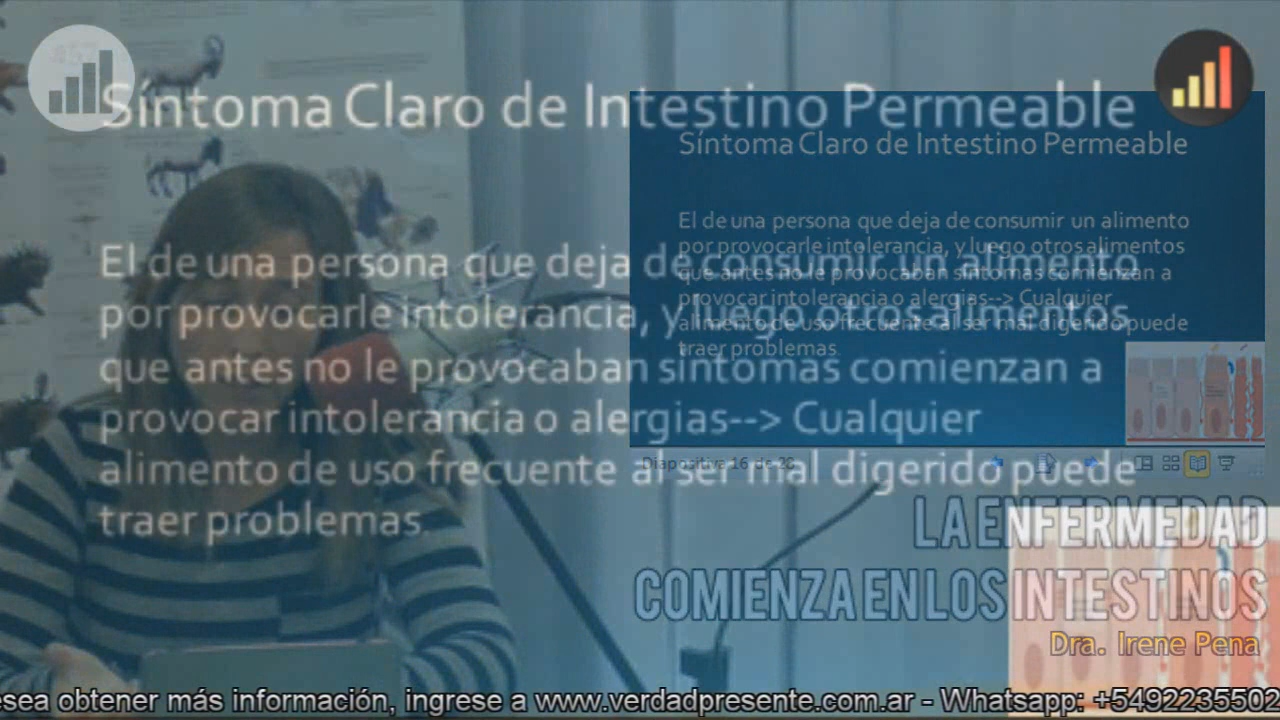 Síntoma Claro de Intestino Permeable
El de una persona que deja de consumir un alimento
por provocarle intolerancia, y luego otros alimentos
que antes no le provocaban síntomas comienzan a
provocar intolerancia o alergias--> Cualquier
alimento de uso frecuente al ser mal digerido puede
traer problemas.
Síntoma Claro de Intestino Permeable
El de una persona que deja de consumir un alimento
por provocarle intolerancia, y luego otros alimentos
que antes no le provocaban síntomas comienzan a
provocar intolerancia o alergias--> Cualquier
alimento de uso frecuente al ser mal digerido puede
traer problemas.
Diapositiva 16 de 28
LA ENFERMEDAD
COMIENZA EN LOS INTESTINOS
Dra. Irene Pena
esea obtener más información, ingrese a www.verdadpresente.com.ar - Whatsapp: +5492235502